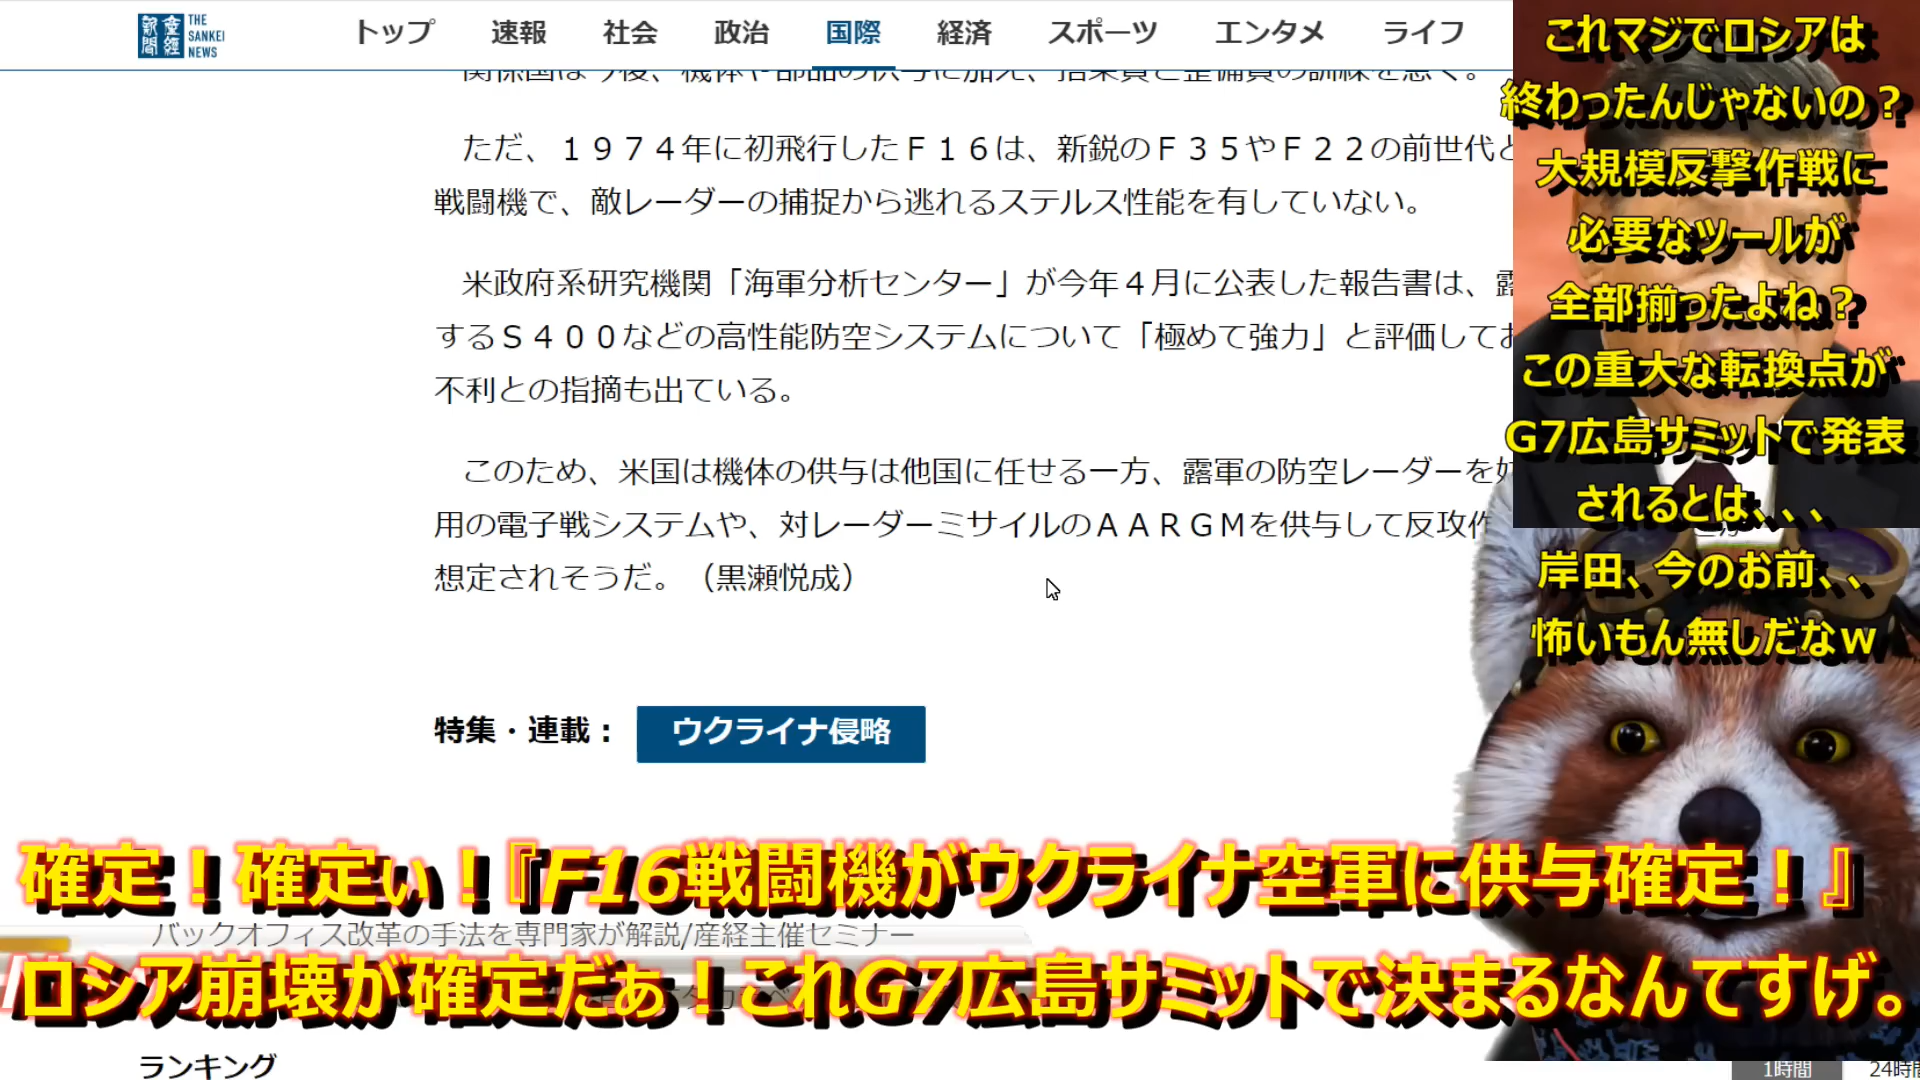 産經新聞
THE SANKEI NEWS
トップ 速報 社会 政治 国際 経済 スポーツ エンタメ ライフ
ただ、１９７４年に初飛行したＦ１６は、新鋭のＦ３５やＦ２２の前世代と
戦闘機で、敵レーダーの捕捉から逃れるステルス性能を有していない。
米政府系研究機関「海軍分析センター」が今年４月に公表した報告書は、露
するＳ４００などの高性能防空システムについて「極めて強力」と評価してお
不利との指摘も出ている。
このため、米国は機体の供与は他国に任せる一方、露軍の防空レーダーを妨
用の電子戦システムや、対レーダーミサイルのＡＡＲＧＭを供与して反攻作
想定されそうだ。（黒瀬悦成）
特集・連載： ウクライナ侵略
これマジでロシアは
終わったんじゃないの？
大規模反撃作戦に
必要なツールが
全部揃ったよね？
この重大な転換点が
G7広島サミットで発表
されるとは、、、
岸田、今のお前、、
怖いもん無しだなｗ
確定！確定ぃ！『F16戦闘機がウクライナ空軍に供与確定！』
バックオフィス改革の手法を専門家が解説/産経主催セミナー
ロシア崩壊が確定だぁ！これG7広島サミットで決まるなんてすげ。
ランキング
1時間 24時間